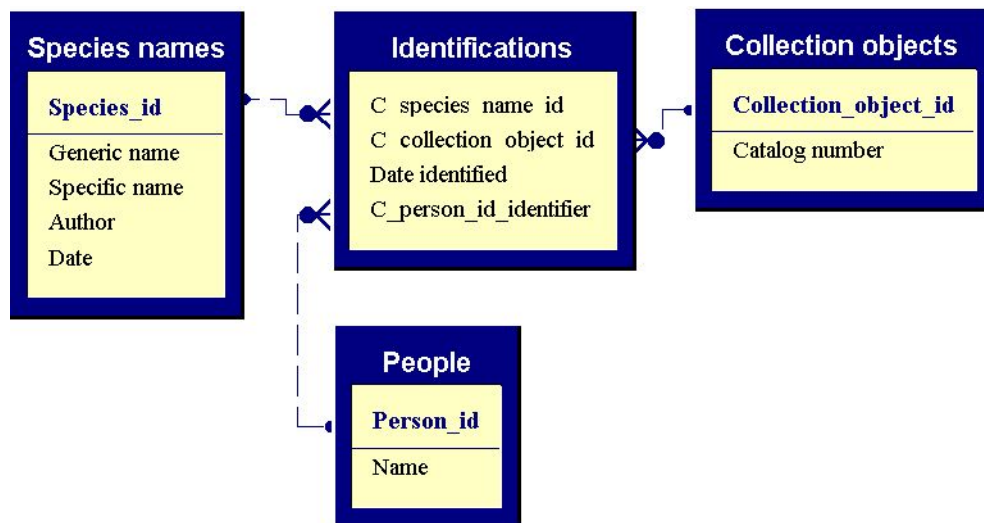 Species names
Species_id
Generic name
Specific name
Author
Date
Identifications
C species name id
C collection object id
Date identified
C_person_id_identifier
Collection objects
Collection_object_id
Catalog number
People
Person_id
Name